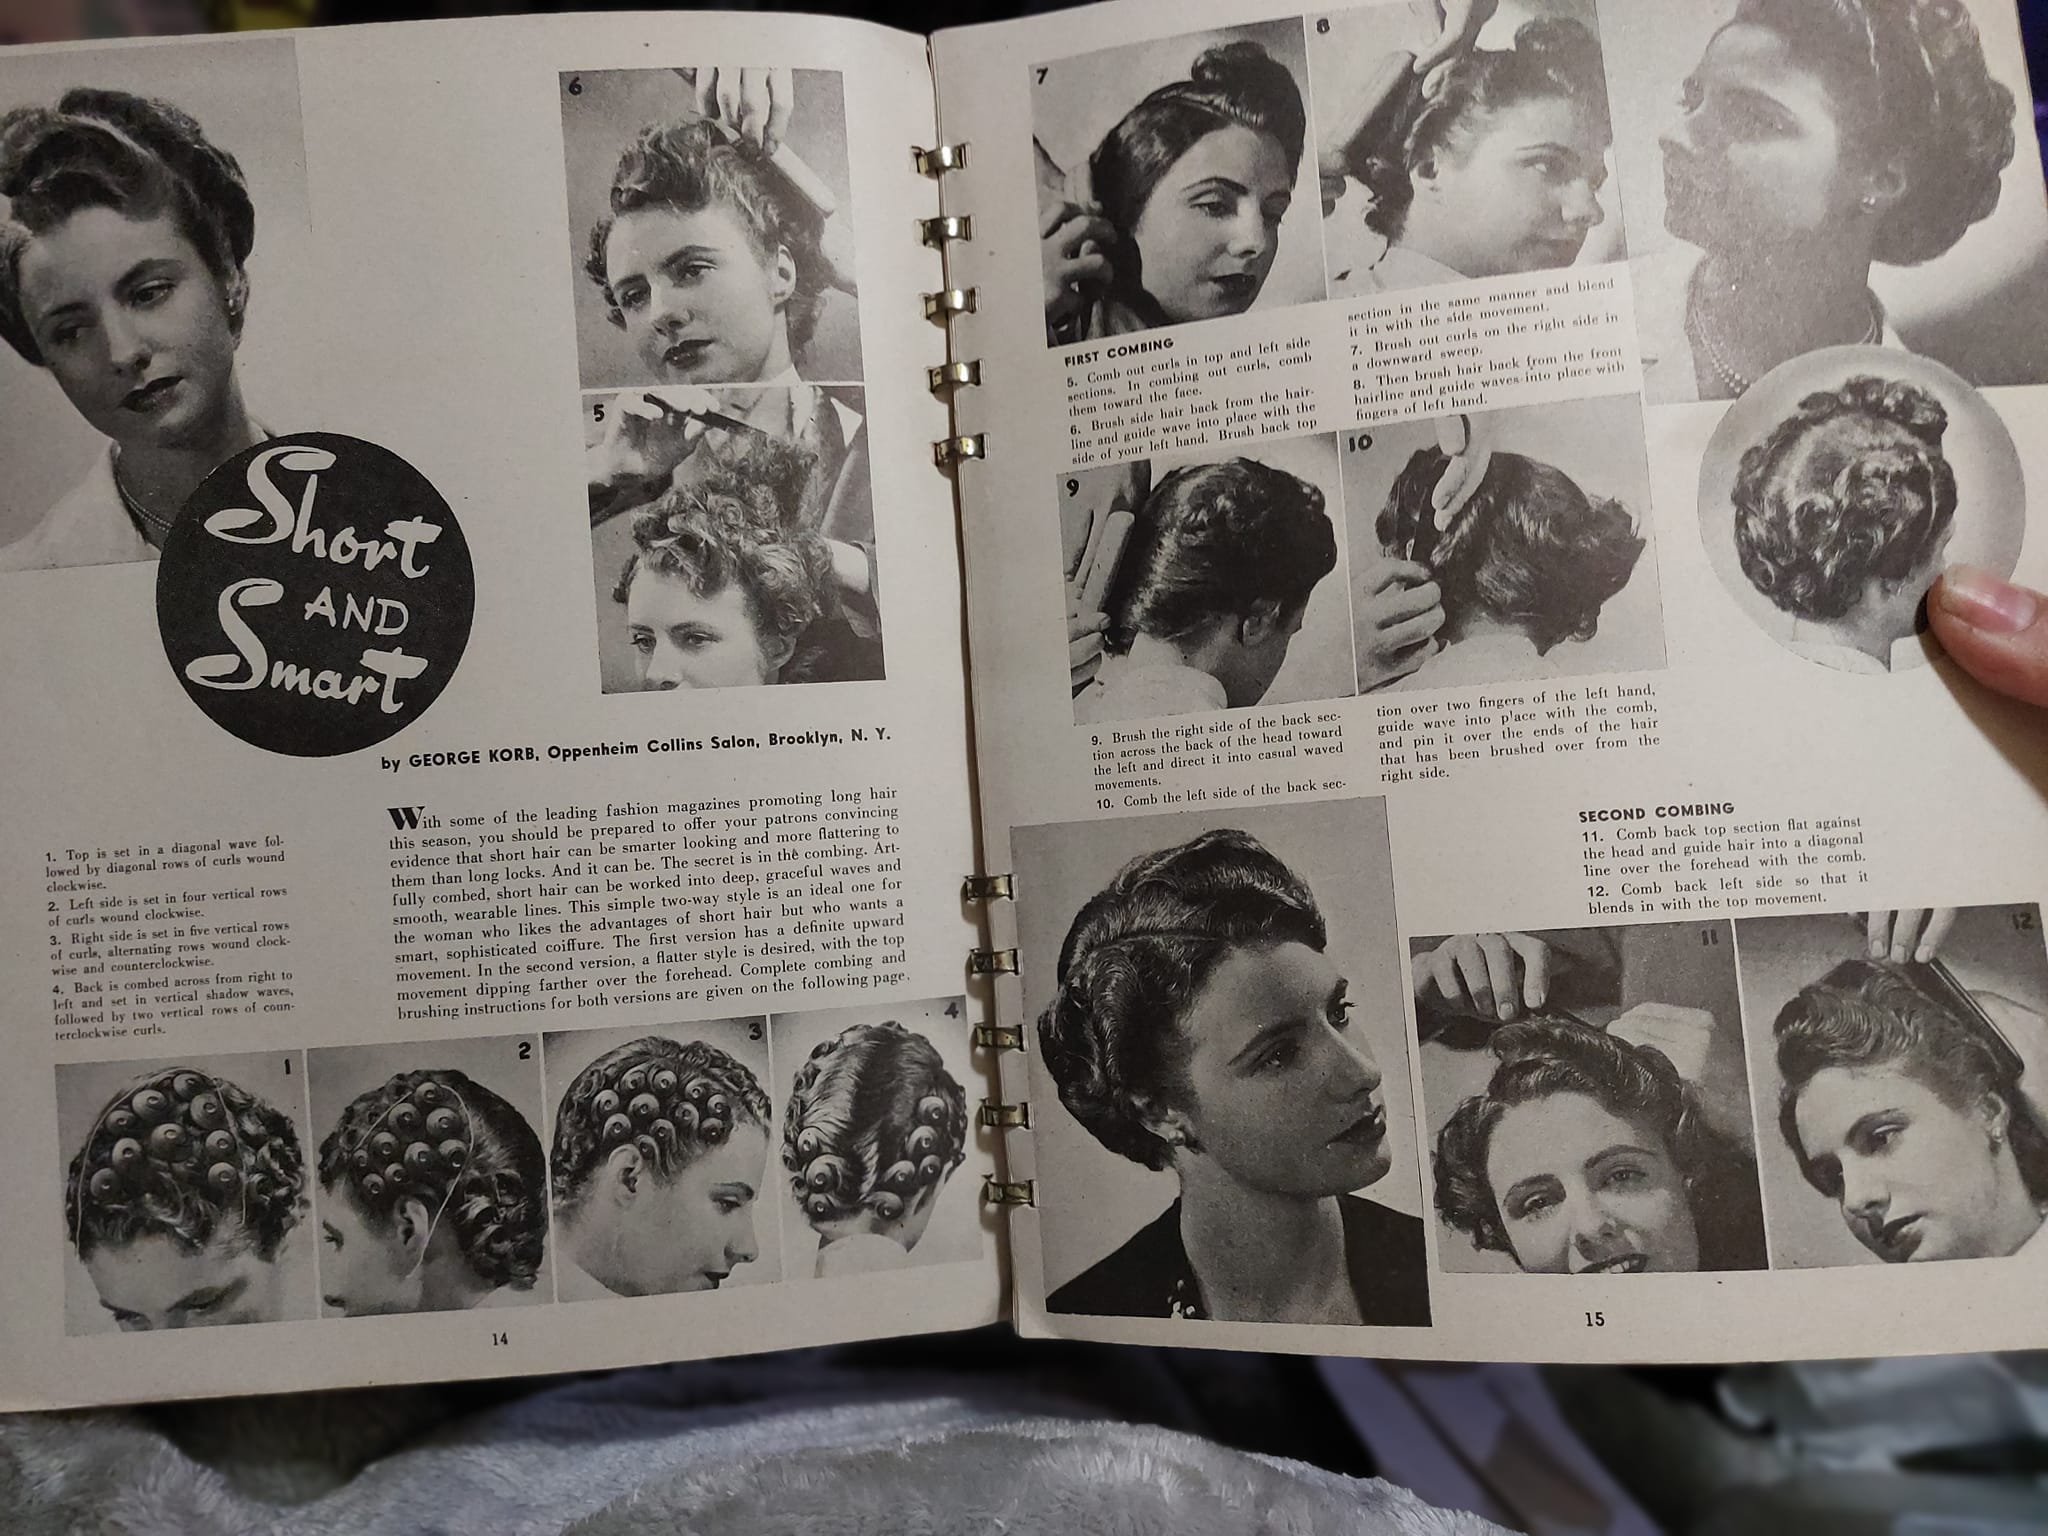 Short
AND
Smart
by GEORGE KORB, Oppenheim Collins Salon, Brooklyn, N. Y.
1. Top is set in a diagonal wave fol-
lowed by diagonal rows of curls wound
clockwise.
2. Left side is set in four vertical rows
of curls wound clockwise.
3. Right side is set in five vertical rows
of curls, alternating rows wound clock-
wise and counterclockwise.
4. Back is combed across from right to
left and set in vertical shadow waves,
followed by two vertical rows of coun-
terclockwise curls.
With some of the leading fashion magazines promoting long hair
this season, you should be prepared to offer your patrons convincing
evidence that short hair can be smarter looking and more flattering to
them than long locks. And it can be. The secret is in the combing. Art-
fully combed, short hair can be worked into deep, graceful waves and
smooth, wearable lines. This simple two-way style is an ideal one for
the woman who likes the advantages of short hair but who wants a
smart, sophisticated coiffure. The first version has a definite upward
movement. In the second version, a flatter style is desired, with the top
movement dipping farther over the forehead. Complete combing and
brushing instructions for both versions are given on the following page.
6
5
1
2
3
4
14
7
8
FIRST COMBING
5. Comb out curls in top and left side
sections. In combing out curls, comb
them toward the face.
6. Brush side hair back from the hair-
line and guide wave into place with the
side of your left hand. Brush back top
section in the same manner and blend
it in with the side movement.
7. Brush out curls on the right side in
a downward sweep.
8. Then brush hair back from the front
hairline and guide waves into place with
fingers of left hand.
9
10
9. Brush the right side of the back sec-
tion across the back of the head toward
the left and direct it into casual waved
movements.
10. Comb the left side of the back sec-
tion over two fingers of the left hand,
guide wave into place with the comb,
and pin it over the ends of the hair
that has been brushed over from the
right side.
SECOND COMBING
11. Comb back top section flat against
the head and guide hair into a diagonal
line over the forehead with the comb.
12. Comb back left side so that it
blends in with the top movement.
11
12
15